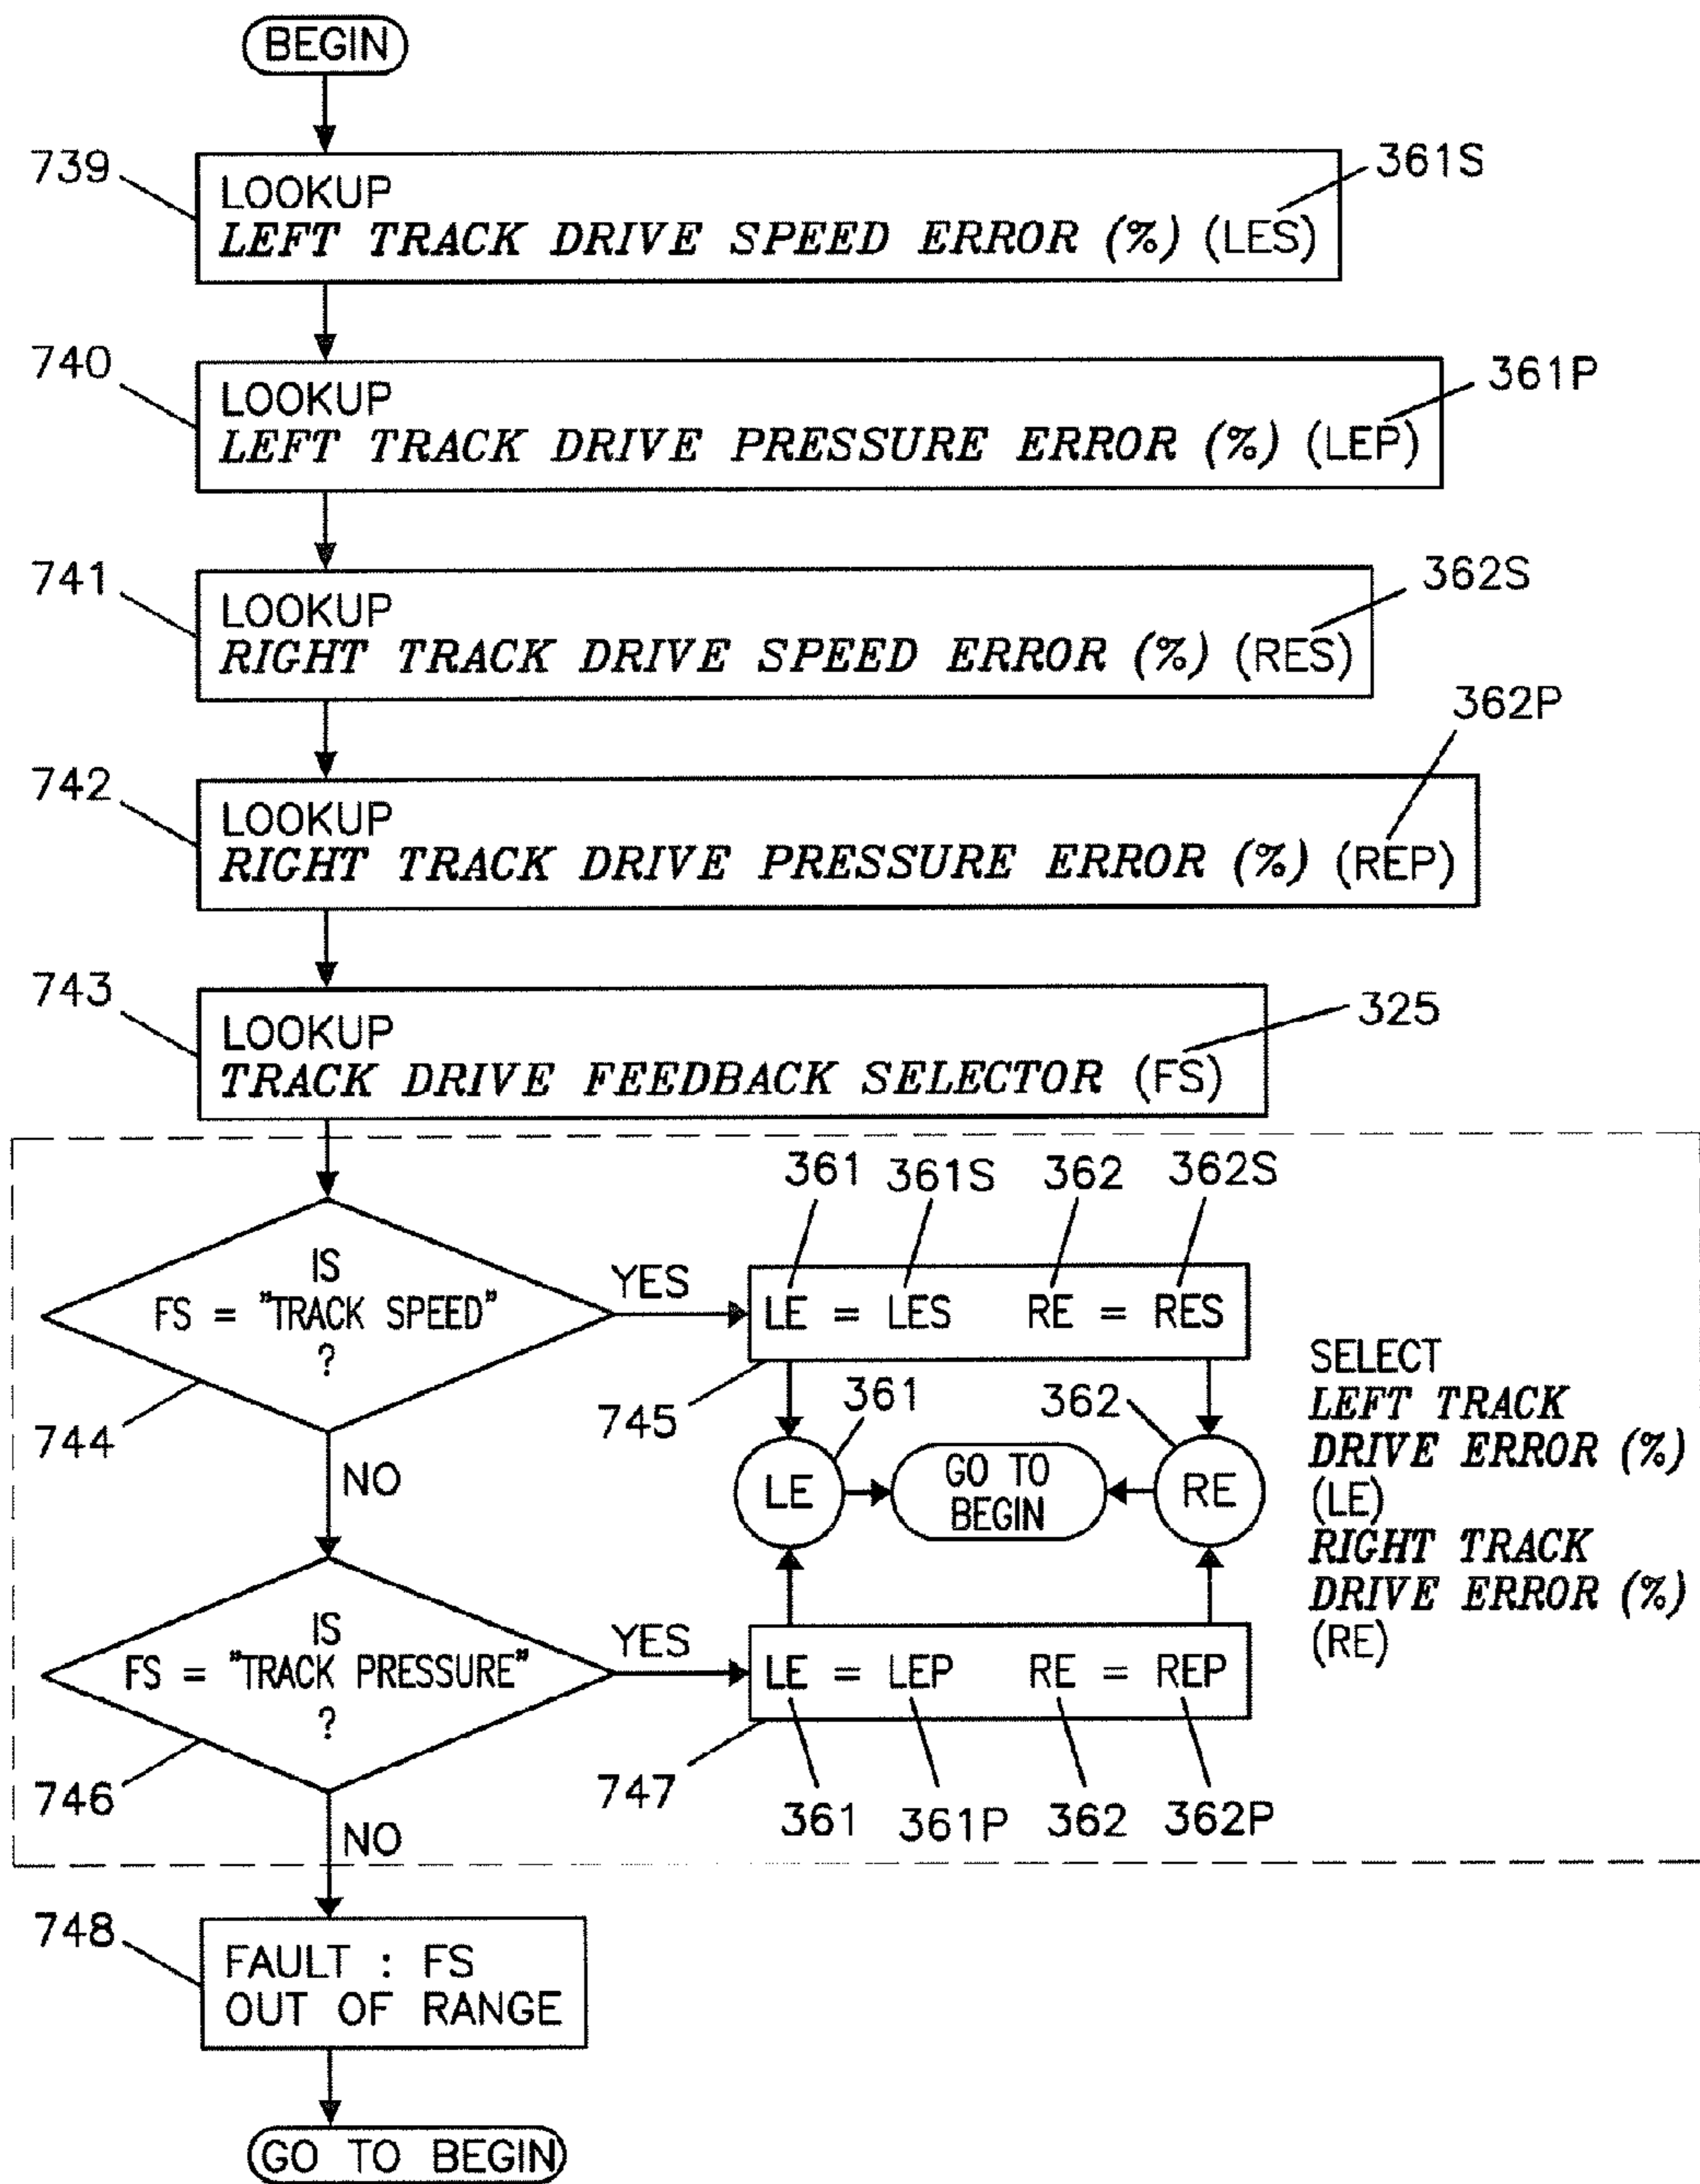 BEGIN
739
361S
LOOKUP
LEFT TRACK DRIVE SPEED ERROR (%) (LES)
740
361P
LOOKUP
LEFT TRACK DRIVE PRESSURE ERROR (%) (LEP)
741
362S
LOOKUP
RIGHT TRACK DRIVE SPEED ERROR (%) (RES)
742
362P
LOOKUP
RIGHT TRACK DRIVE PRESSURE ERROR (%) (REP)
743
325
LOOKUP
TRACK DRIVE FEEDBACK SELECTOR (FS)
361 361S 362 362S
IS
FS = "TRACK SPEED"
?
YES
LE = LES RE = RES
744
745
361
362
LE
GO TO
BEGIN
RE
SELECT
LEFT TRACK
DRIVE ERROR (%)
(LE)
RIGHT TRACK
DRIVE ERROR (%)
(RE)
NO
IS
FS = "TRACK PRESSURE"
?
YES
LE = LEP RE = REP
746
747
361 361P 362 362P
NO
748
FAULT : FS
OUT OF RANGE
GO TO BEGIN